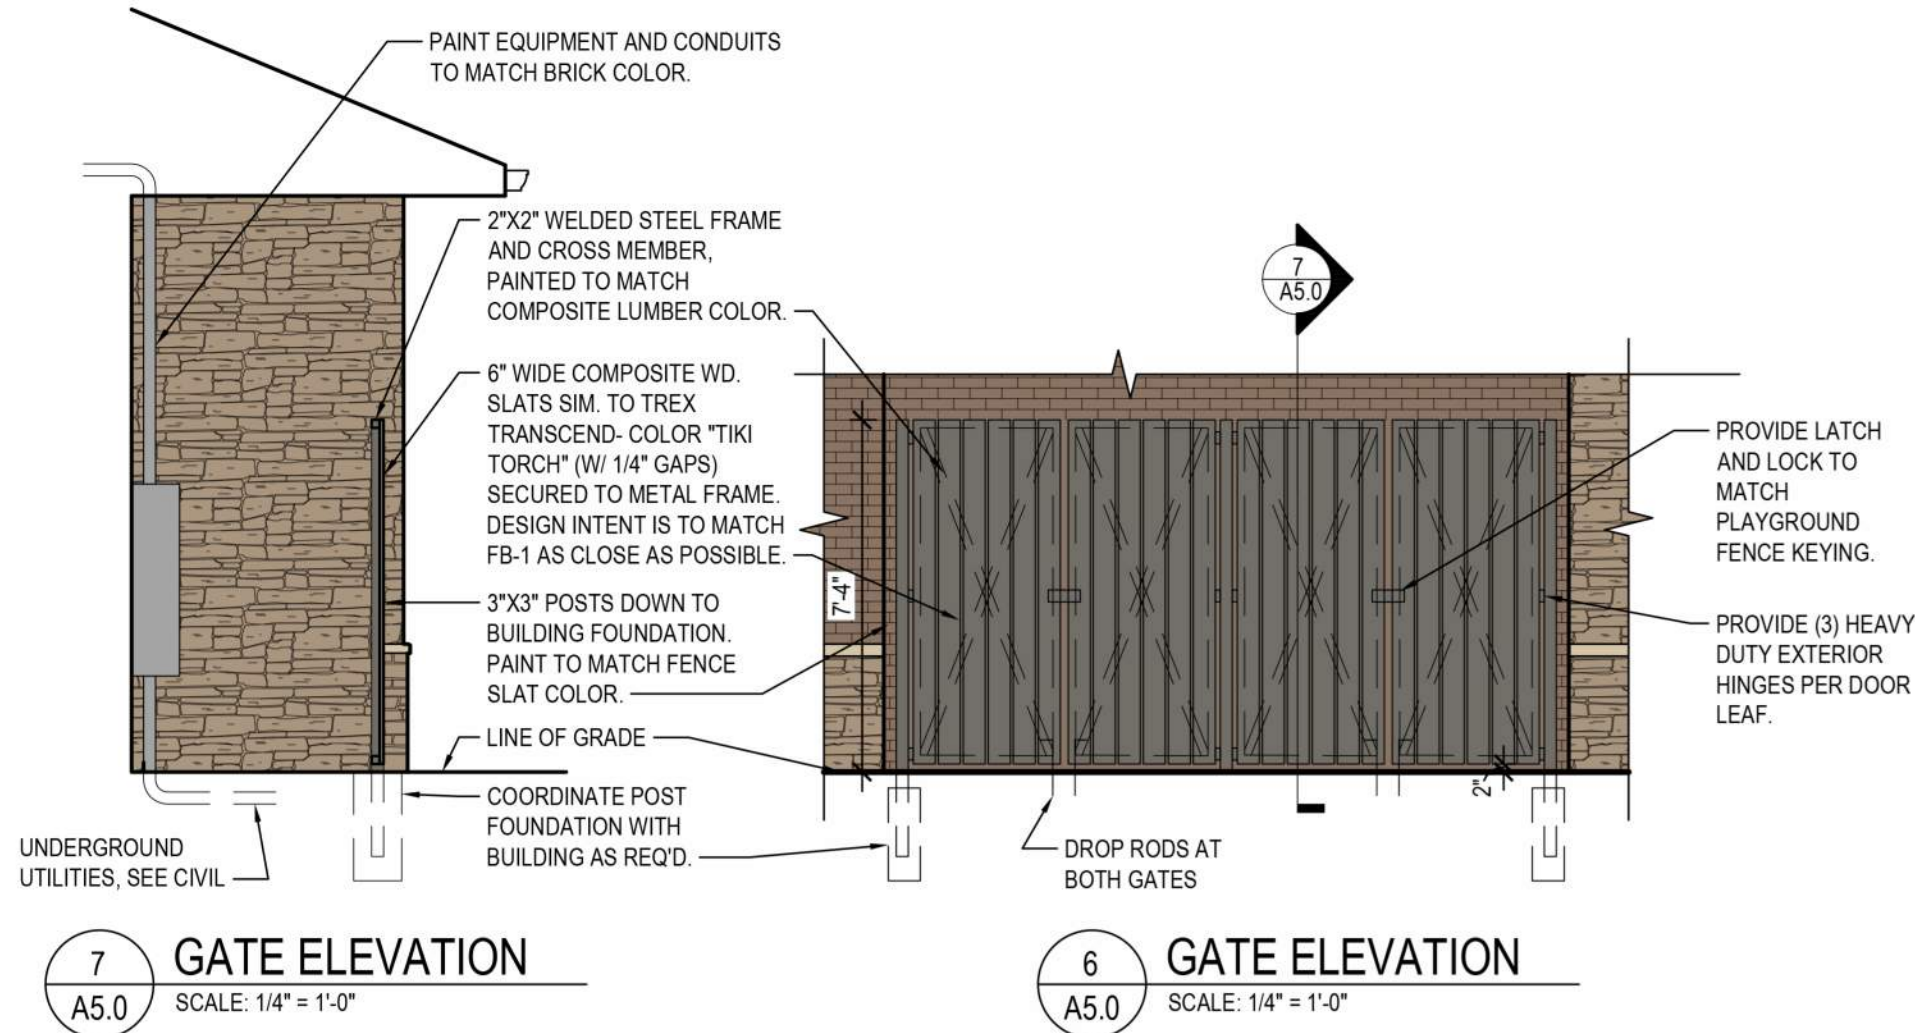 PAINT EQUIPMENT AND CONDUITS
TO MATCH BRICK COLOR.
2"X2" WELDED STEEL FRAME
AND CROSS MEMBER,
PAINTED TO MATCH
COMPOSITE LUMBER COLOR.
6" WIDE COMPOSITE WD.
SLATS SIM. TO TREX
TRANSCEND- COLOR "TIKI
TORCH" (W/ 1/4" GAPS)
SECURED TO METAL FRAME.
DESIGN INTENT IS TO MATCH
FB-1 AS CLOSE AS POSSIBLE.
3"X3" POSTS DOWN TO
BUILDING FOUNDATION.
PAINT TO MATCH FENCE
SLAT COLOR.
LINE OF GRADE
COORDINATE POST
FOUNDATION WITH
BUILDING AS REQ'D.
UNDERGROUND
UTILITIES, SEE CIVIL
7
A5.0
GATE ELEVATION
SCALE: 1/4" = 1'-0"
7
A5.0
7'-4"
2"
PROVIDE LATCH
AND LOCK TO
MATCH
PLAYGROUND
FENCE KEYING.
PROVIDE (3) HEAVY
DUTY EXTERIOR
HINGES PER DOOR
LEAF.
DROP RODS AT
BOTH GATES
6
A5.0
GATE ELEVATION
SCALE: 1/4" = 1'-0"